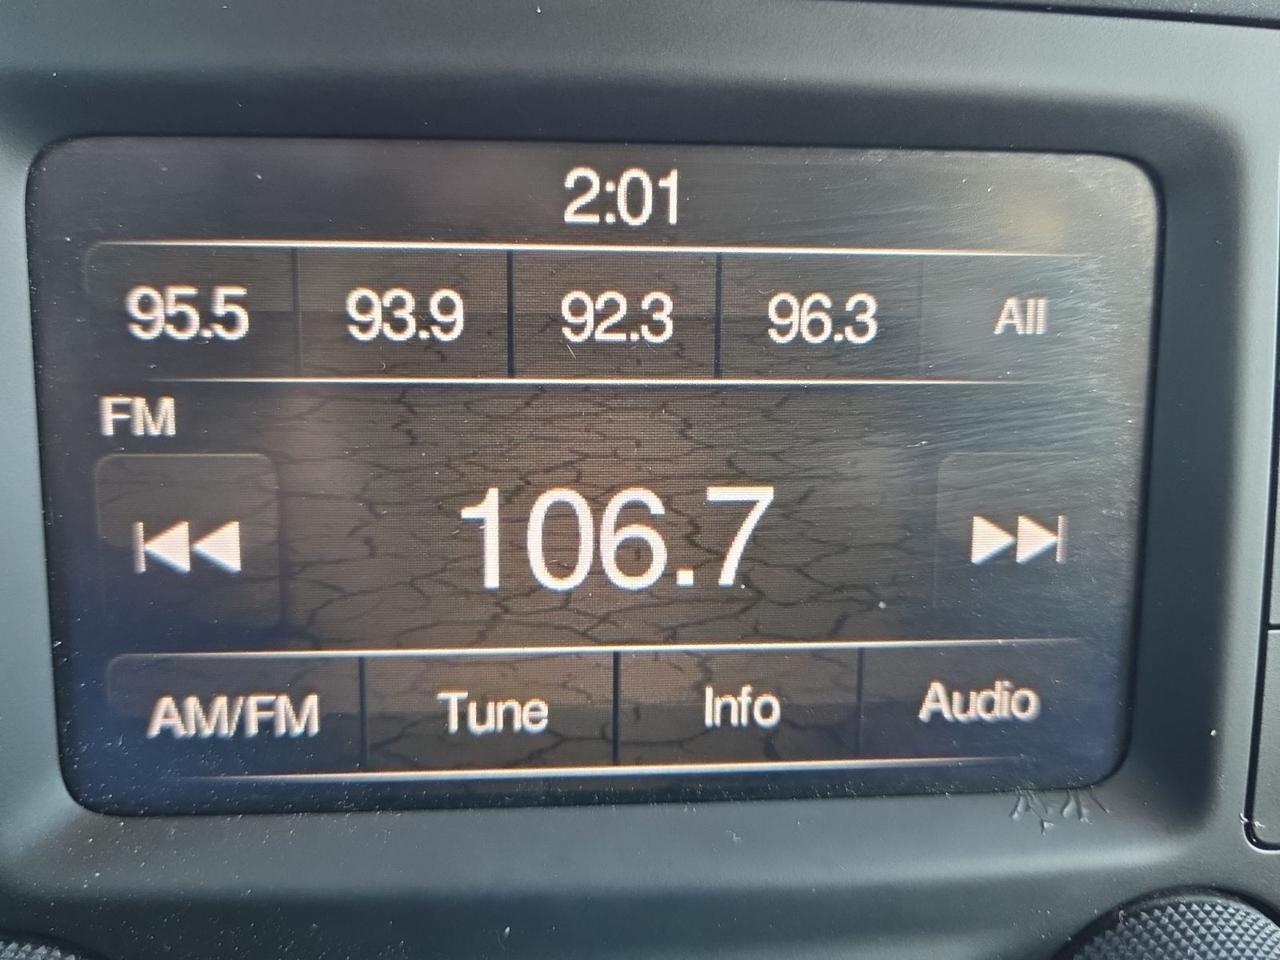 2:01
95.5 93.9 92.3 96.3 All
FM
106.7
AM/FM Tune Info Audio